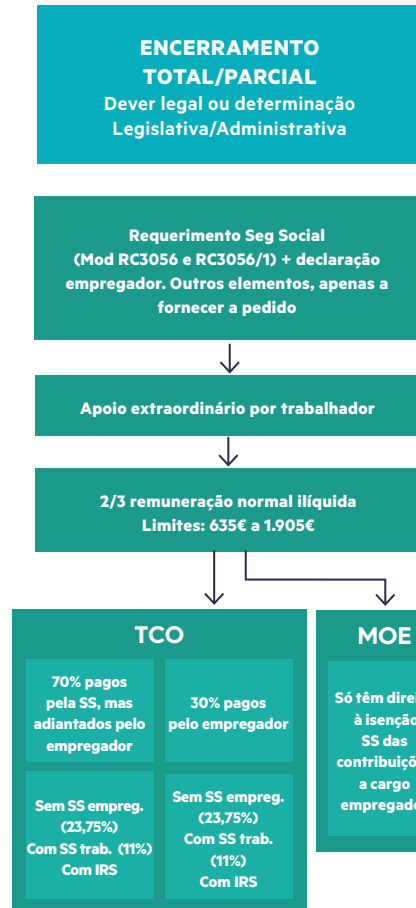 ENCERRAMENTO
TOTAL/PARCIAL
Dever legal ou determinação
Legislativa/Administrativa
Requerimento Seg Social
(Mod RC3056 e RC3056/1) + declaração
empregador. Outros elementos, apenas a
fornecer a pedido
Apoio extraordinário por trabalhador
2/3 remuneração normal ilíquida
Limites: 635€ a 1.905€
TCO
70% pagos
pela SS, mas
adiantados pelo
empregador
30% pagos
pelo empregador
Sem SS empreg.
(23,75%)
Com SS trab. (11%)
Com IRS
Sem SS empreg.
(23,75%)
Com SS trab.
(11%)
Com IRS
MOE
Só têm
à isenção
SS das
a cargo